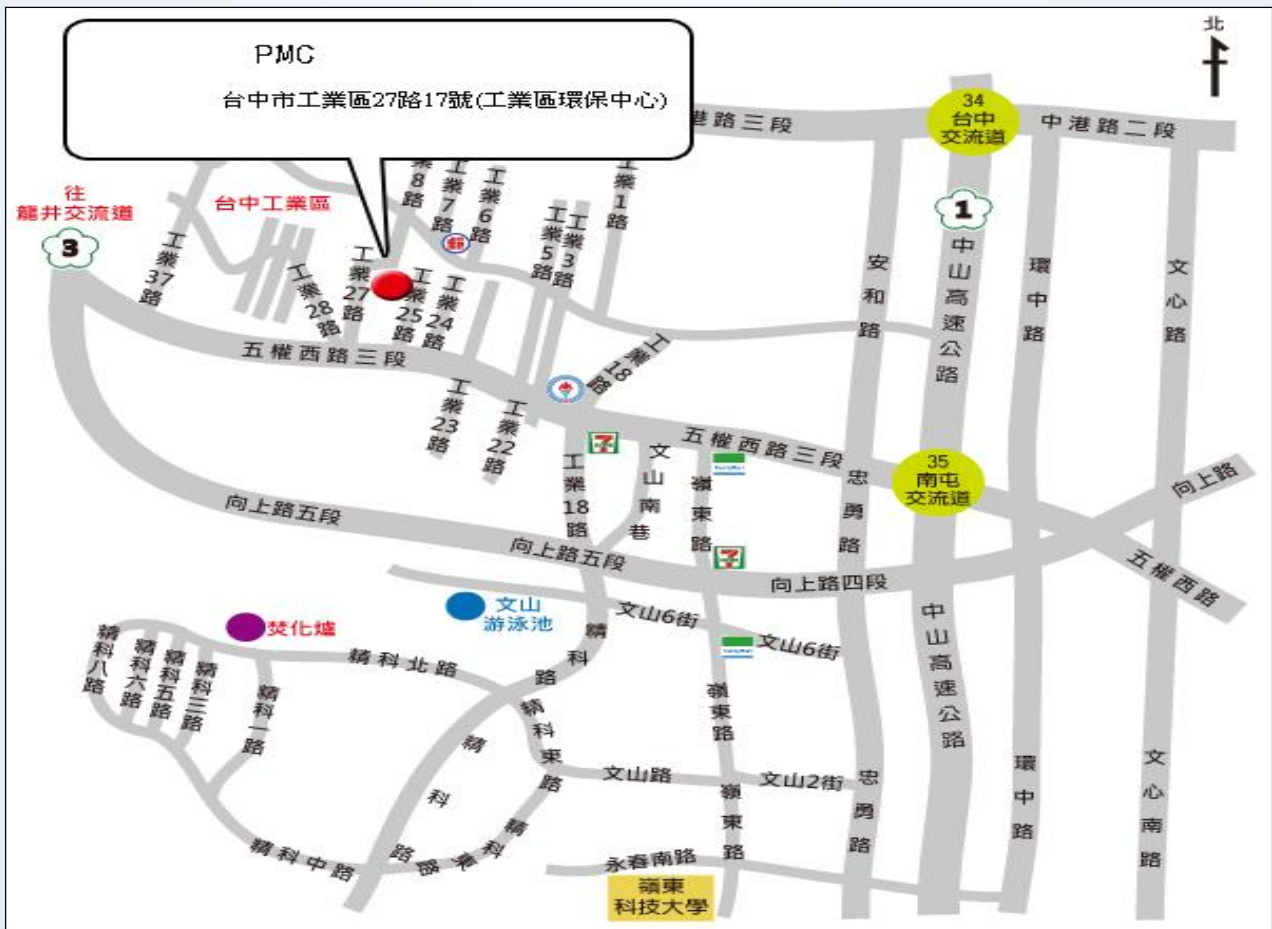 北
PMC
台中市工業區27路17號(工業區環保中心)
港路三段
34
台中
交流道
中港路二段
往
龍井交流道
3
台中工業區
業8路
工業7路
工業6路
工業5路
工業3路
工業1路
1
工業37路
工業28路
工業27路
工業25路
工業24路
安和路
中山高速公路
環中路
文心路
五權西路三段
工業18路
工業23路
工業22路
7
工業18路
文山南巷
五權西路三段
嶺東路
忠勇路
35
南屯
交流道
向上路
向上路五段
向上路五段
7
向上路四段
五權西路
文山
游泳池
文山6街
文山6街
焚化爐
精科路
精科北路
精科八路
精科六路
精科五路
精科三路
精科一路
精科東路
嶺東路
中山高速公路
精科路
文山路
文山2街
忠勇路
環中路
文心南路
精科中路
精科東路
嶺東路
永春南路
嶺東
科技大學